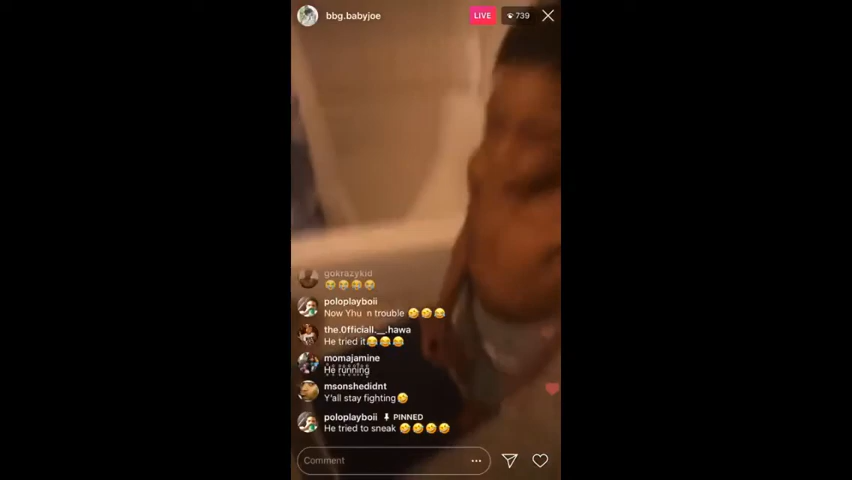 bbg.babyjoe
LIVE
739
gokrazykid
😂😂😂😂
poloplayboii
Now Yhu n trouble 🤣🤣😂
the.0fficiall.__.hawa
He tried it😂😂😂
momajamine
He running
msonshedidnt
Y'all stay fighting🤣
poloplayboii PINNED
He tried to sneak 🤣🤣🤣🤣
Comment